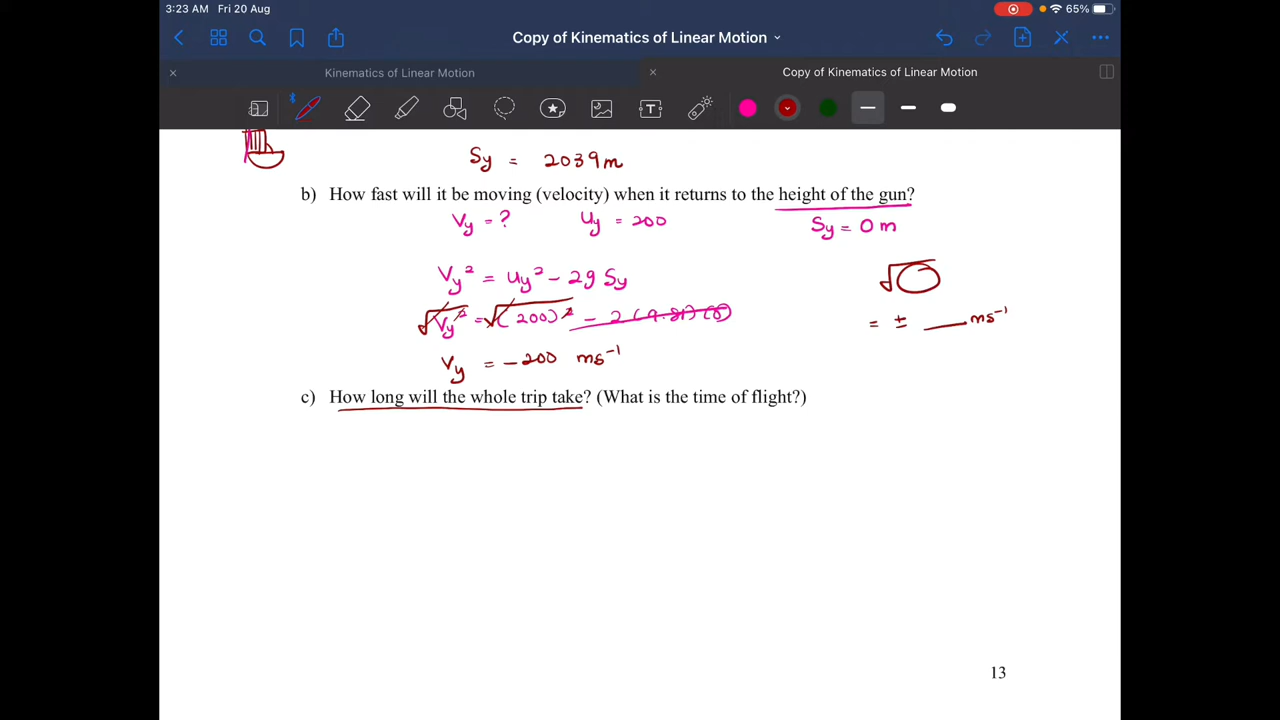 3:23 AM Fri 20 Aug 65%
Copy of Kinematics of Linear Motion
Kinematics of Linear Motion Copy of Kinematics of Linear Motion
Sy = 2039m
b) How fast will it be moving (velocity) when it returns to the height of the gun?
Vy = ? Uy = 200 Sy = 0 m
Vy² = Uy² - 2g Sy
√Vy² = √(200)² - 2(9.81)(0)
= ± ___ ms⁻¹
Vy = -200 ms⁻¹
c) How long will the whole trip take? (What is the time of flight?)
13